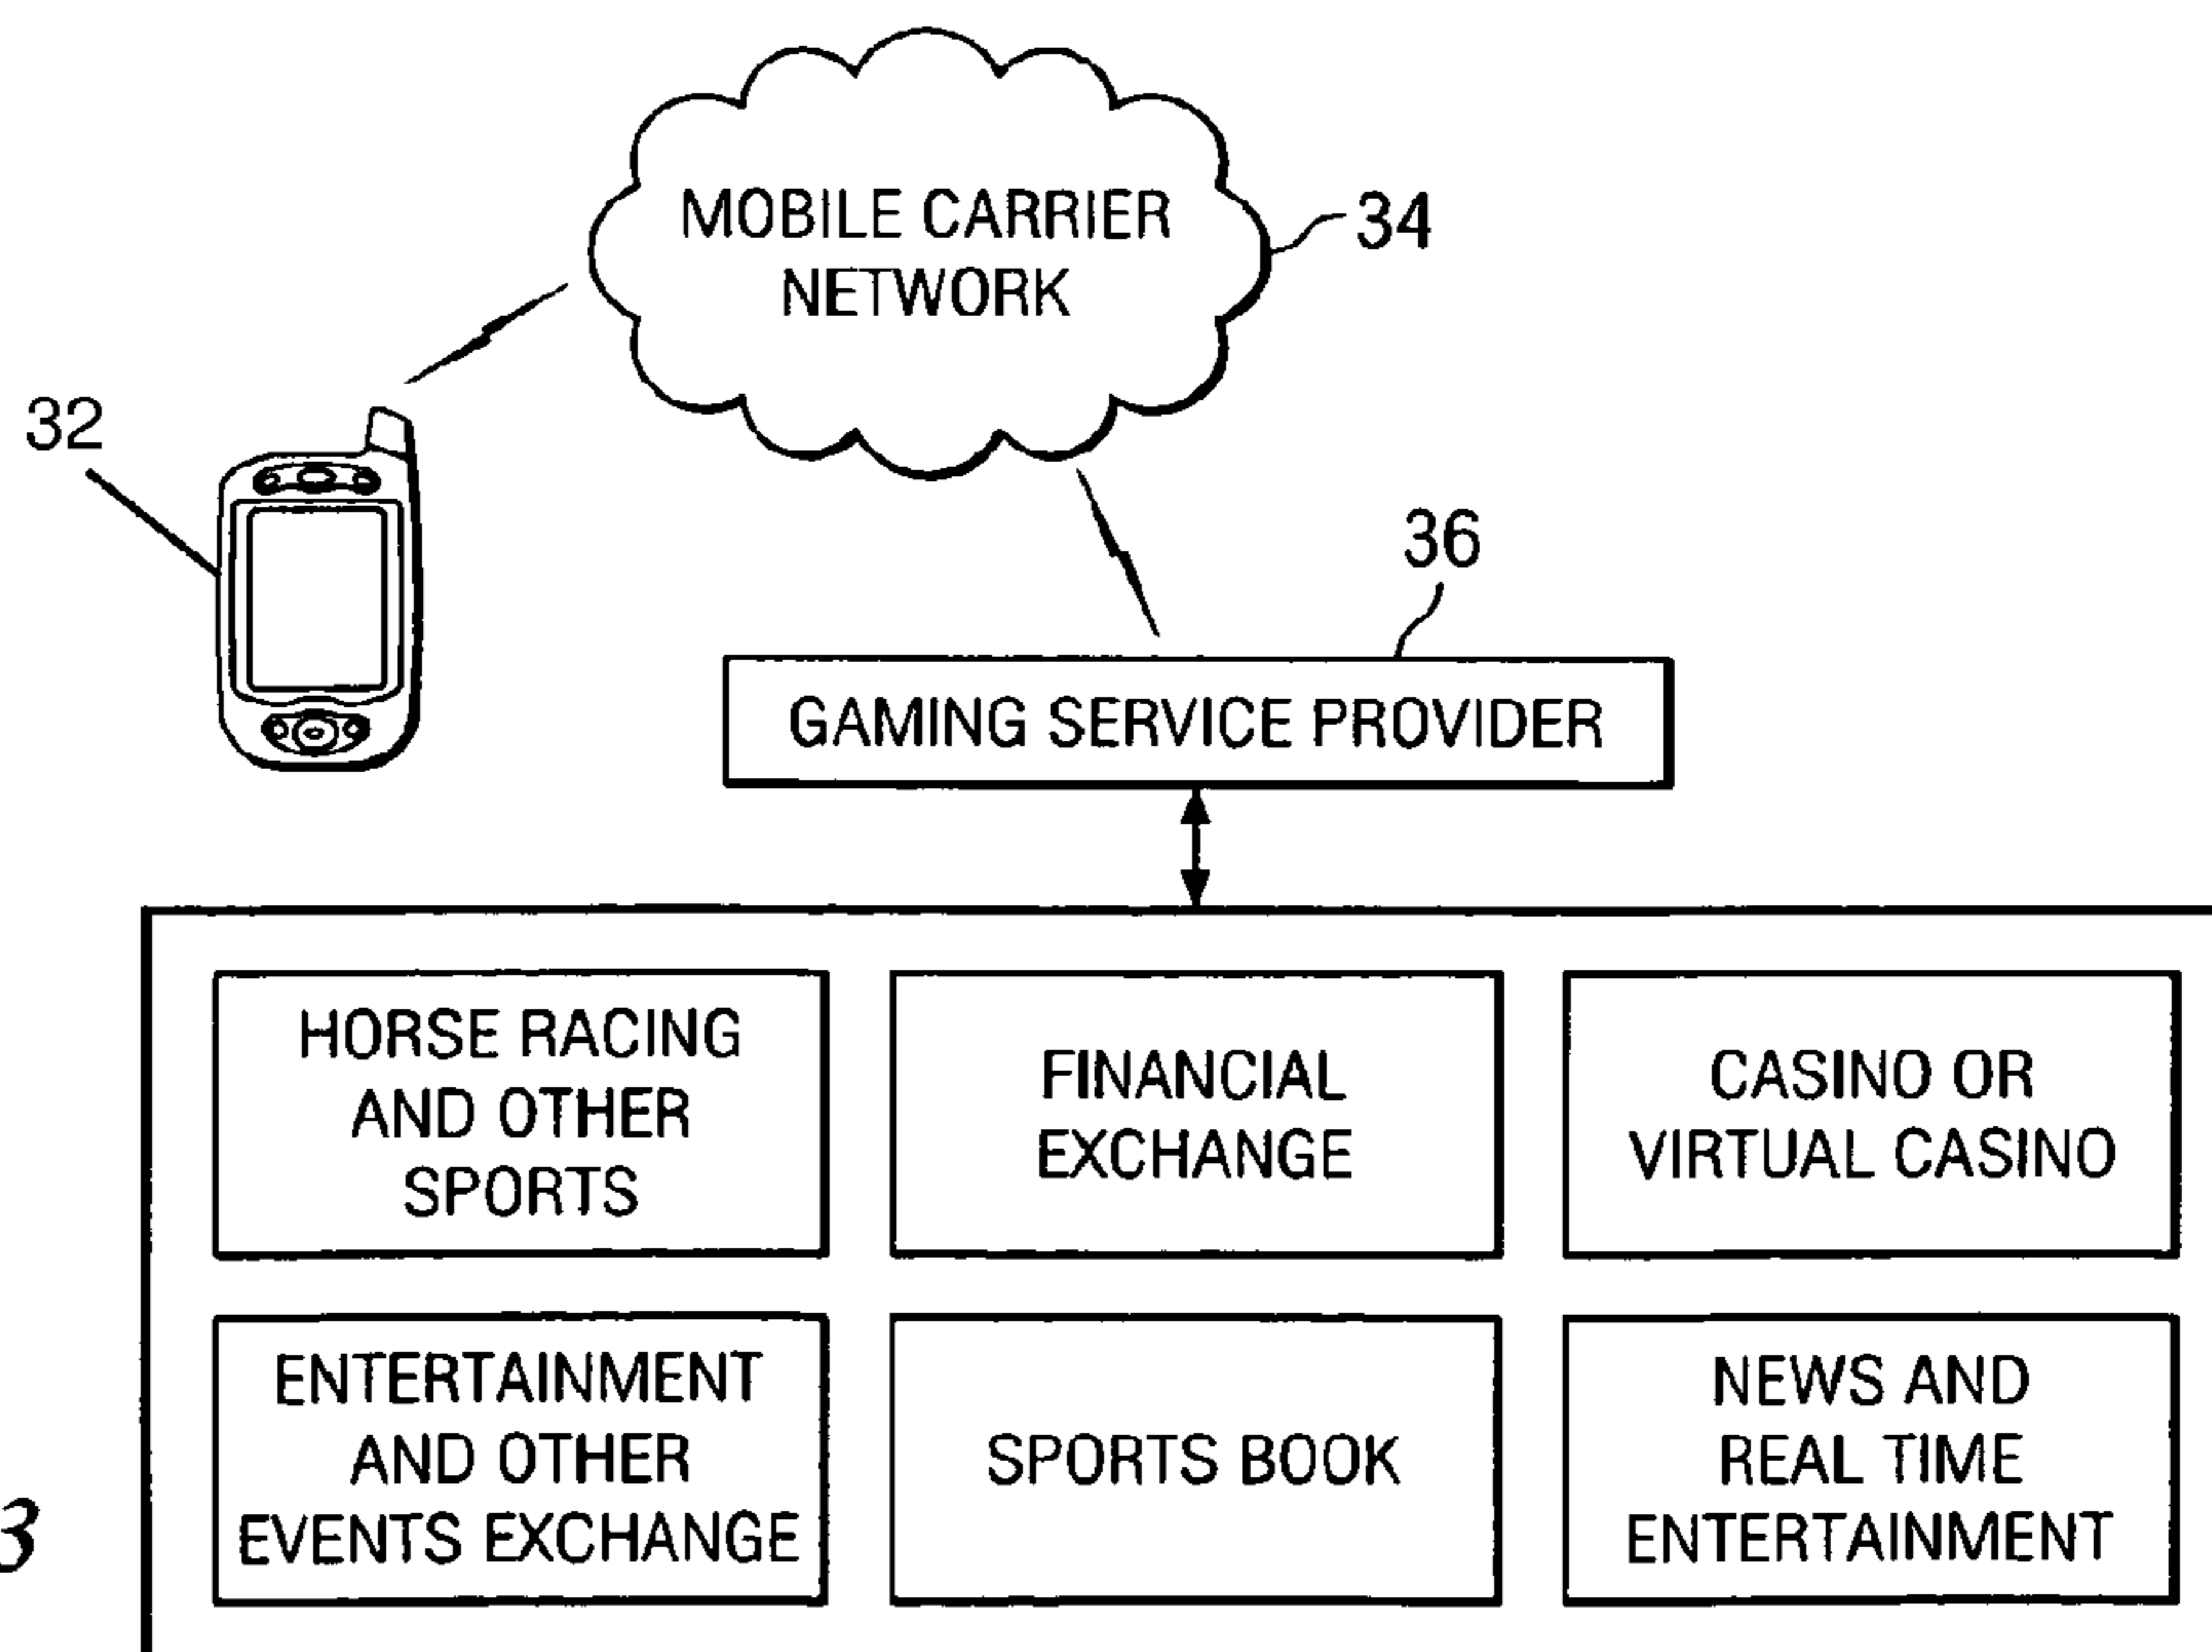 MOBILE CARRIER
NETWORK
34
32
36
GAMING SERVICE PROVIDER
HORSE RACING
AND OTHER
SPORTS
FINANCIAL
EXCHANGE
CASINO OR
VIRTUAL CASINO
ENTERTAINMENT
AND OTHER
EVENTS EXCHANGE
SPORTS BOOK
NEWS AND
REAL TIME
ENTERTAINMENT
3